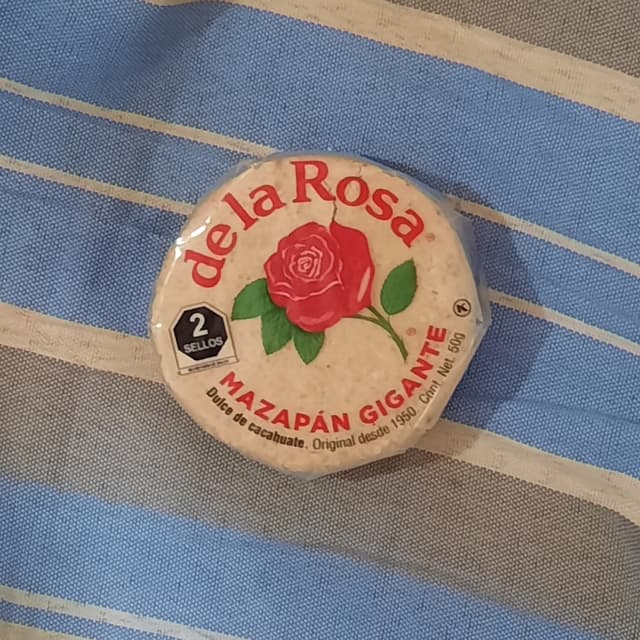 de la Rosa
2
SELLOS
MAZAPÁN GIGANTE
Dulce de cacahuate. Original desde 1950 Cont. Net. 50g